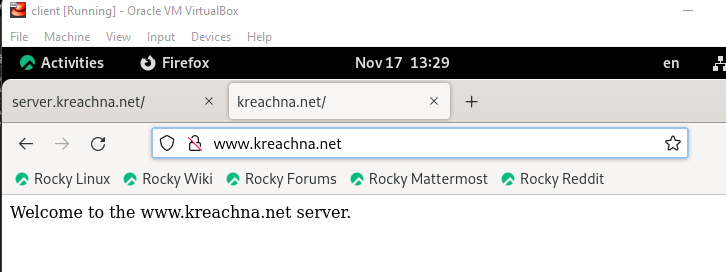 client [Running] - Oracle VM VirtualBox
File Machine View Input Devices Help
Activities Firefox Nov 17 13:29 en
server.kreachna.net/ × kreachna.net/ × +
www.kreachna.net
Rocky Linux Rocky Wiki Rocky Forums Rocky Mattermost Rocky Reddit
Welcome to the www.kreachna.net server.